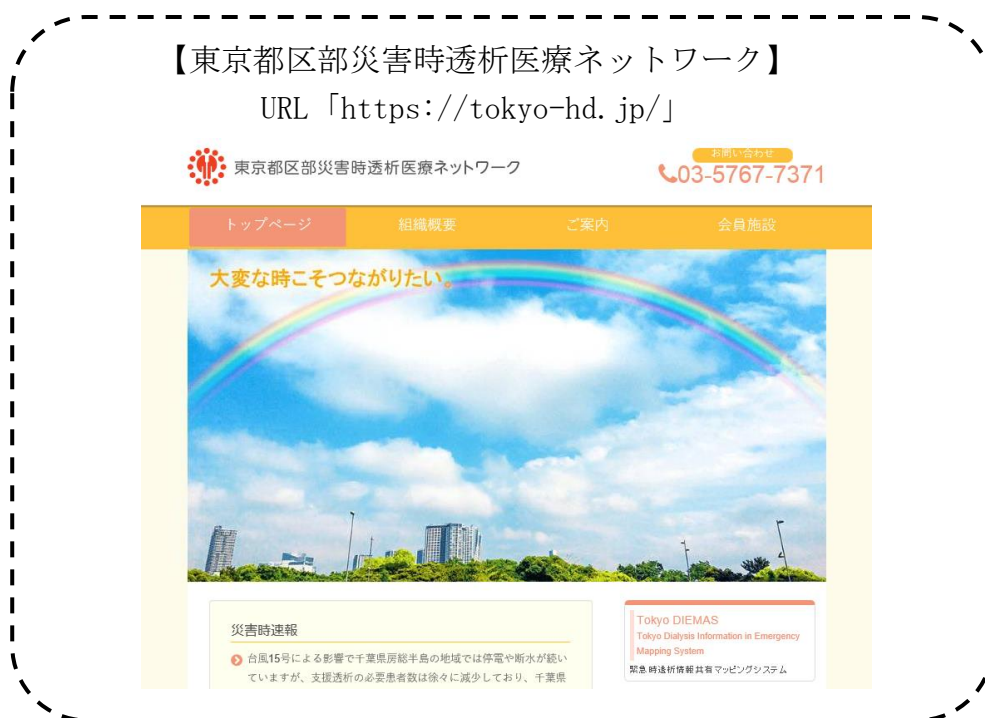 【東京都区部災害時透析医療ネットワーク】
URL「https://tokyo-hd.jp/」
東京都区部災害時透析医療ネットワーク
お問い合わせ
03-5767-7371
トップページ
組織概要
ご案内
会員施設
大変な時こそつながりたい。
災害時速報
台風15号による影響で千葉県房総半島の地域では停電や断水が続い
ていますが、支援透析の必要患者数は徐々に減少しており、千葉県
Tokyo DIEMAS
Tokyo Dialysis Information in Emergency
Mapping System
緊急時透析情報共有マッピングシステム